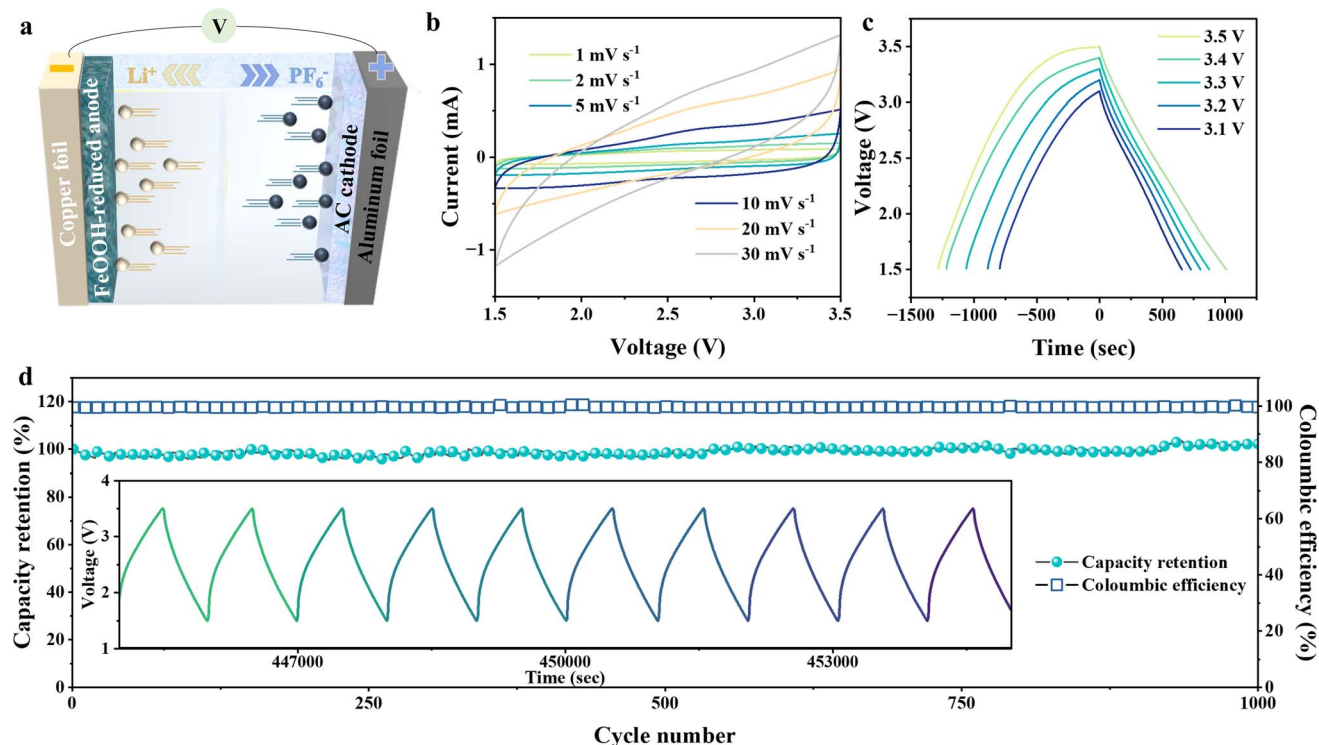 a
V
Li⁺
PF₆⁻
Copper foil
FeOOH-reduced anode
AC cathode
Aluminum foil
b
1 mV s⁻¹
2 mV s⁻¹
5 mV s⁻¹
10 mV s⁻¹
20 mV s⁻¹
30 mV s⁻¹
Current (mA)
1
0
−1
1.5 2.0 2.5 3.0 3.5
Voltage (V)
c
3.5 V
3.4 V
3.3 V
3.2 V
3.1 V
Voltage (V)
3.5
3.0
2.5
2.0
1.5
−1500 −1000 −500 0 500 1000
Time (sec)
d
Capacity retention (%)
120
100
80
60
40
20
0
Voltage (V)
4
3
2
1
447000 450000 453000
Time (sec)
Capacity retention
Coloumbic efficiency
100
80
60
40
20
0
Coloumbic efficiency (%)
0 250 500 750 1000
Cycle number